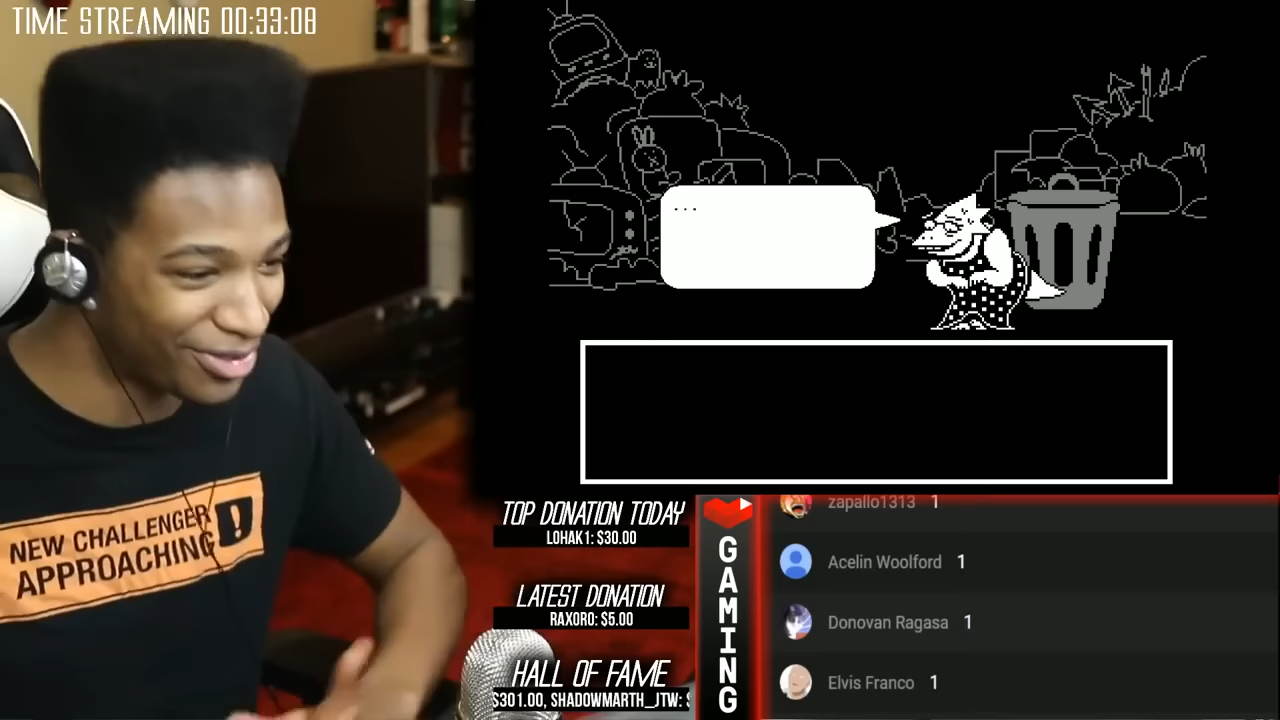 TIME STREAMING 00:33:08
...
NEW CHALLENGER
APPROACHING!
TOP DONATION TODAY
LOHAK1: $30.00
LATEST DONATION
RAXORO: $5.00
HALL OF FAME
$301.00, SHADOWMARTH_JTW:
GAMING
zapallo1313 1
Acelin Woolford 1
Donovan Ragasa 1
Elvis Franco 1